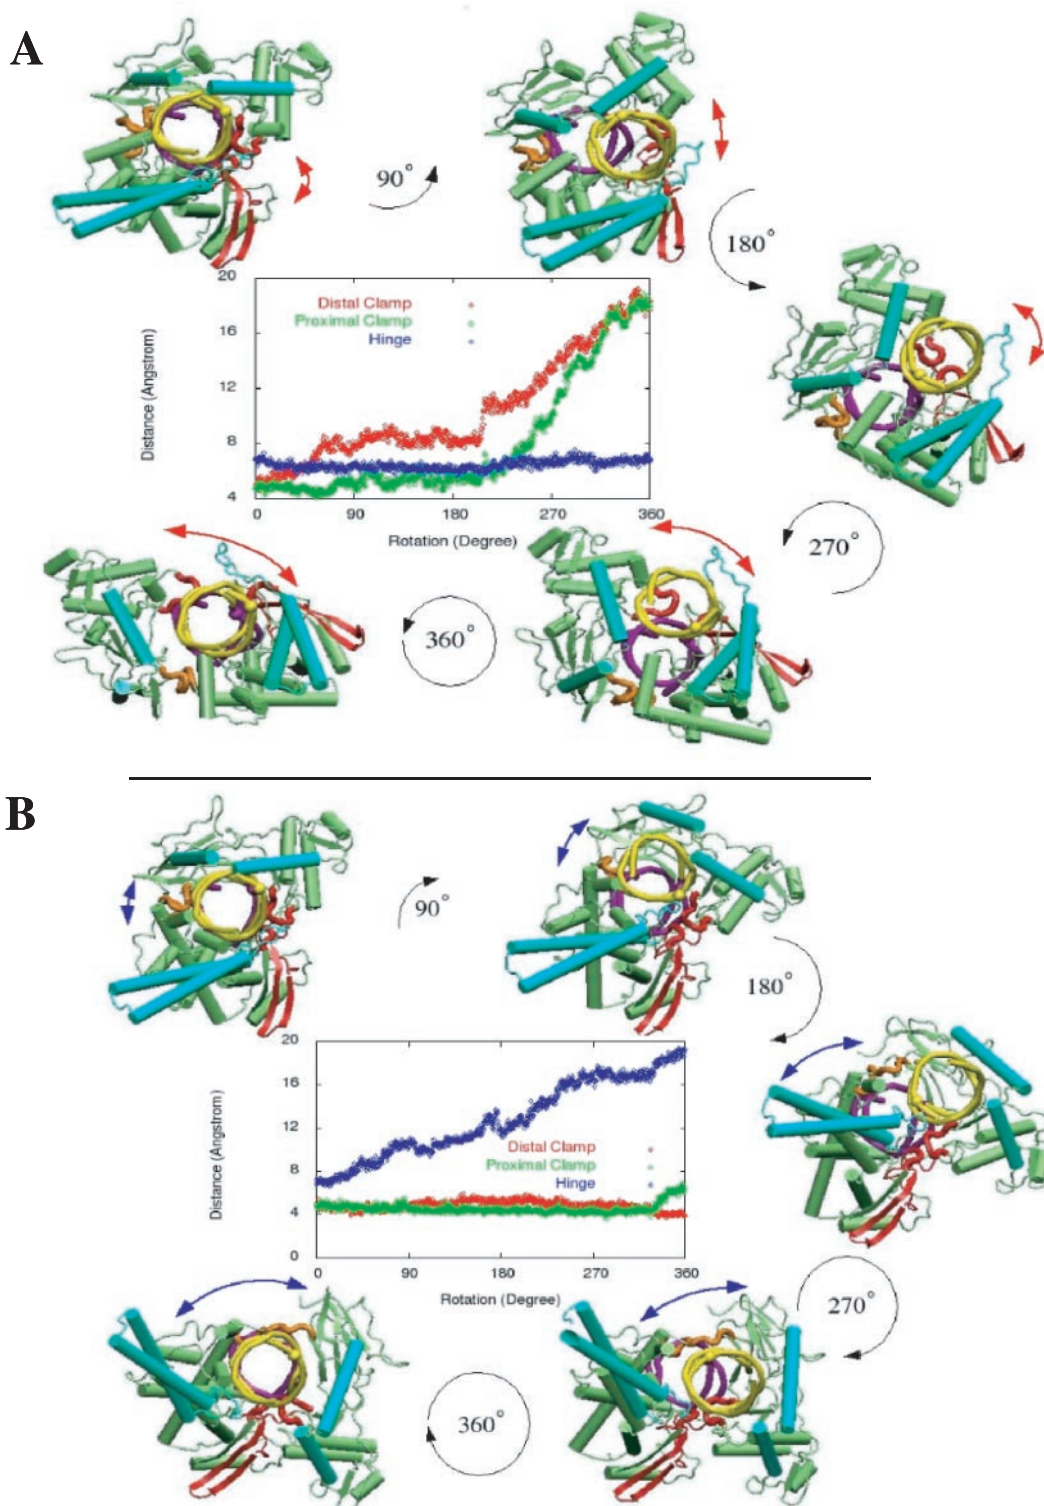 A
90°
180°
20
16
12
8
4
Distance (Angstrom)
Distal Clamp
Proximal Clamp
Hinge
0 90 180 270 360
Rotation (Degree)
270°
360°
B
90°
180°
20
16
12
8
4
0
Distance (Angstrom)
Distal Clamp
Proximal Clamp
Hinge
0 90 180 270 360
Rotation (Degree)
270°
360°